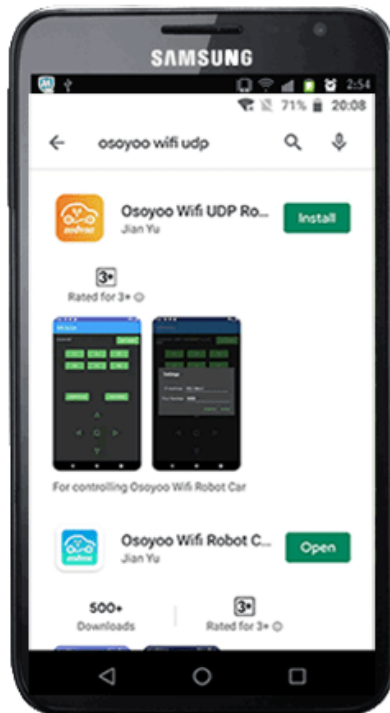 SAMSUNG
2:54
71% 20:08
osoyoo wifi udp
Osoyoo Wifi UDP Ro...
Jian Yu
Install
3+
Rated for 3+
Settings
For controlling Osoyoo Wifi Robot Car
Osoyoo Wifi Robot C...
Jian Yu
Open
500+
Downloads
3+
Rated for 3+